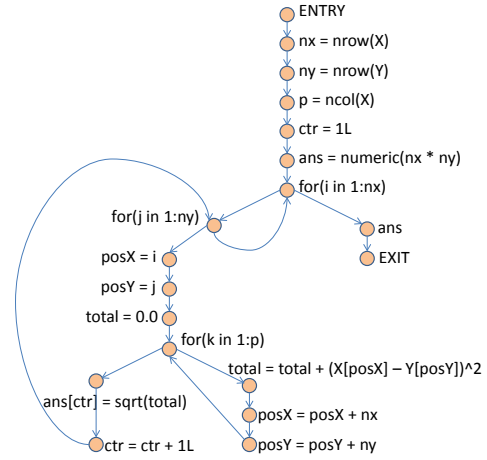 ENTRY
nx = nrow(X)
ny = nrow(Y)
p = ncol(X)
ctr = 1L
ans = numeric(nx * ny)
for(i in 1:nx)
for(j in 1:ny)
ans
posX = i
EXIT
posY = j
total = 0.0
for(k in 1:p)
total = total + (X[posX] – Y[posY])^2
ans[ctr] = sqrt(total)
posX = posX + nx
ctr = ctr + 1L
posY = posY + ny